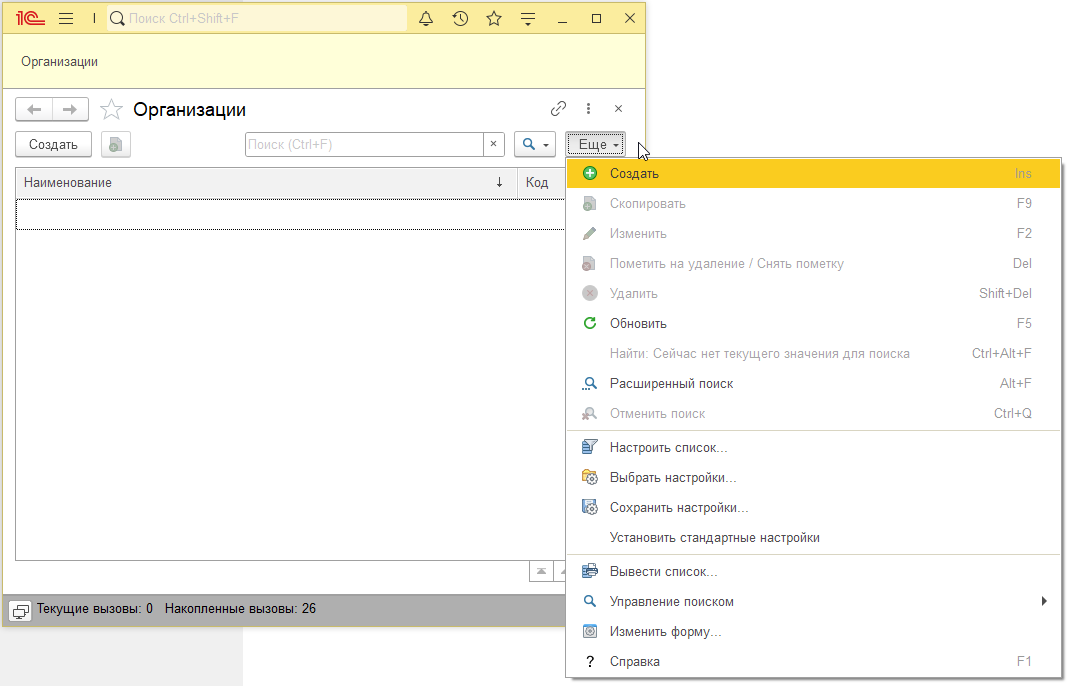 1С Поиск Ctrl+Shift+F
Организации
Организации
Создать Поиск (Ctrl+F) × Еще
Наименование ↓ Код
Создать Ins
Скопировать F9
Изменить F2
Пометить на удаление / Снять пометку Del
Удалить Shift+Del
Обновить F5
Найти: Сейчас нет текущего значения для поиска Ctrl+Alt+F
Расширенный поиск Alt+F
Отменить поиск Ctrl+Q
Настроить список...
Выбрать настройки...
Сохранить настройки...
Установить стандартные настройки
Вывести список...
Управление поиском
Изменить форму...
? Справка F1
Текущие вызовы: 0 Накопленные вызовы: 26